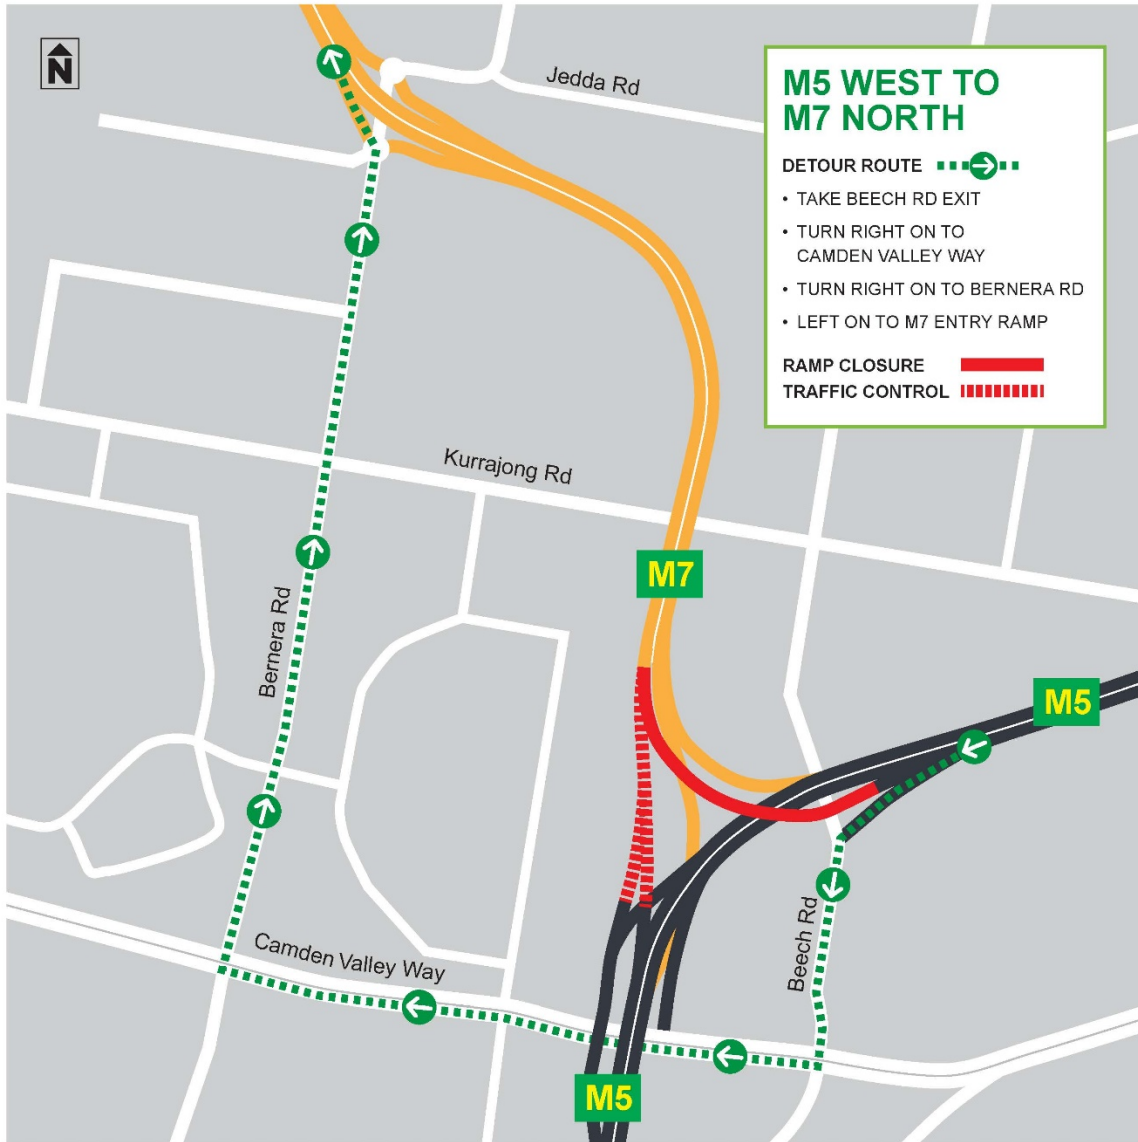 N
Jedda Rd
M5 WEST TO
M7 NORTH
DETOUR ROUTE
• TAKE BEECH RD EXIT
• TURN RIGHT ON TO
CAMDEN VALLEY WAY
• TURN RIGHT ON TO BERNERA RD
• LEFT ON TO M7 ENTRY RAMP
RAMP CLOSURE
TRAFFIC CONTROL
Kurrajong Rd
M7
Bernera Rd
M5
Beech Rd
Camden Valley Way
M5